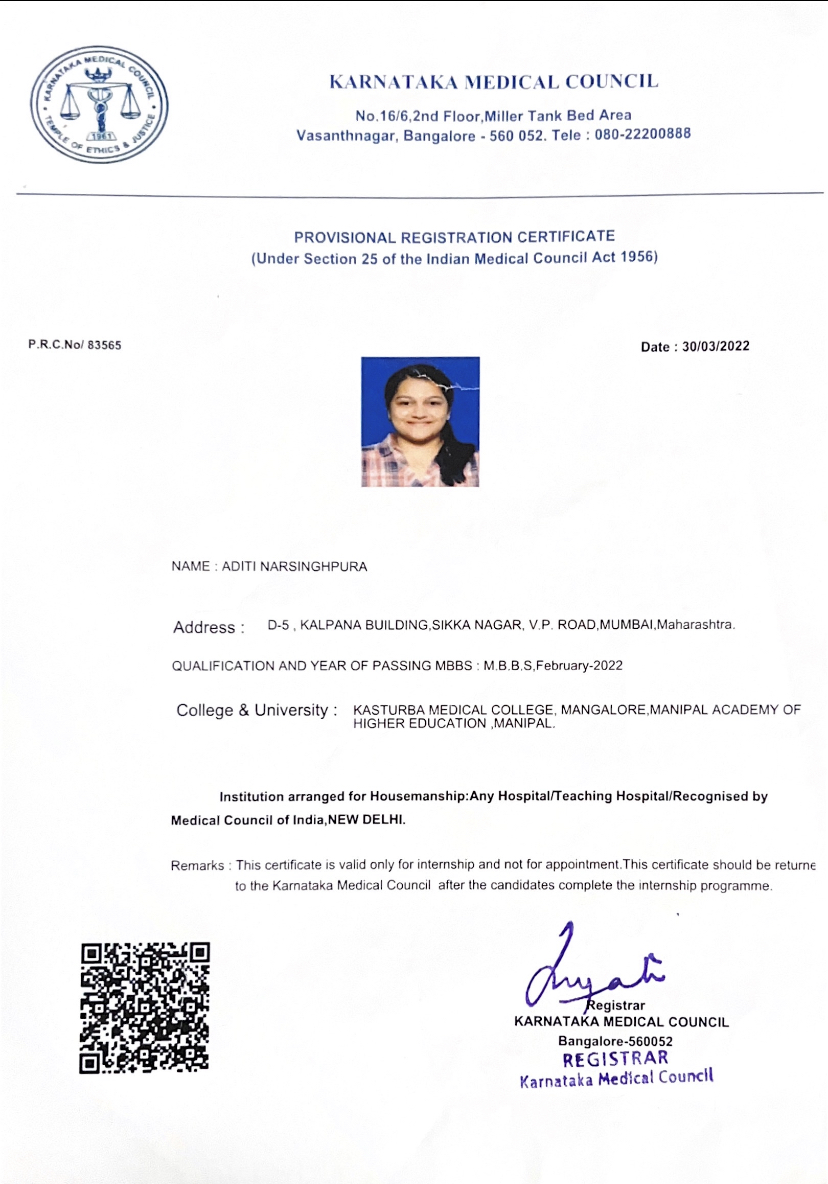 KARNATAKA MEDICAL COUNCIL
TEMPLE OF ETHICS & JUSTICE
1961
KARNATAKA MEDICAL COUNCIL
No.16/6,2nd Floor,Miller Tank Bed Area
Vasanthnagar, Bangalore - 560 052. Tele : 080-22200888
PROVISIONAL REGISTRATION CERTIFICATE
(Under Section 25 of the Indian Medical Council Act 1956)
P.R.C.No/ 83565
Date : 30/03/2022
NAME : ADITI NARSINGHPURA
Address : D-5 , KALPANA BUILDING,SIKKA NAGAR, V.P. ROAD,MUMBAI,Maharashtra.
QUALIFICATION AND YEAR OF PASSING MBBS : M.B.B.S,February-2022
College & University : KASTURBA MEDICAL COLLEGE, MANGALORE,MANIPAL ACADEMY OF
HIGHER EDUCATION ,MANIPAL.
Institution arranged for Housemanship:Any Hospital/Teaching Hospital/Recognised by
Medical Council of India,NEW DELHI.
Remarks : This certificate is valid only for internship and not for appointment.This certificate should be returne
to the Karnataka Medical Council after the candidates complete the internship programme.
Registrar
KARNATAKA MEDICAL COUNCIL
Bangalore-560052
REGISTRAR
Karnataka Medical Council